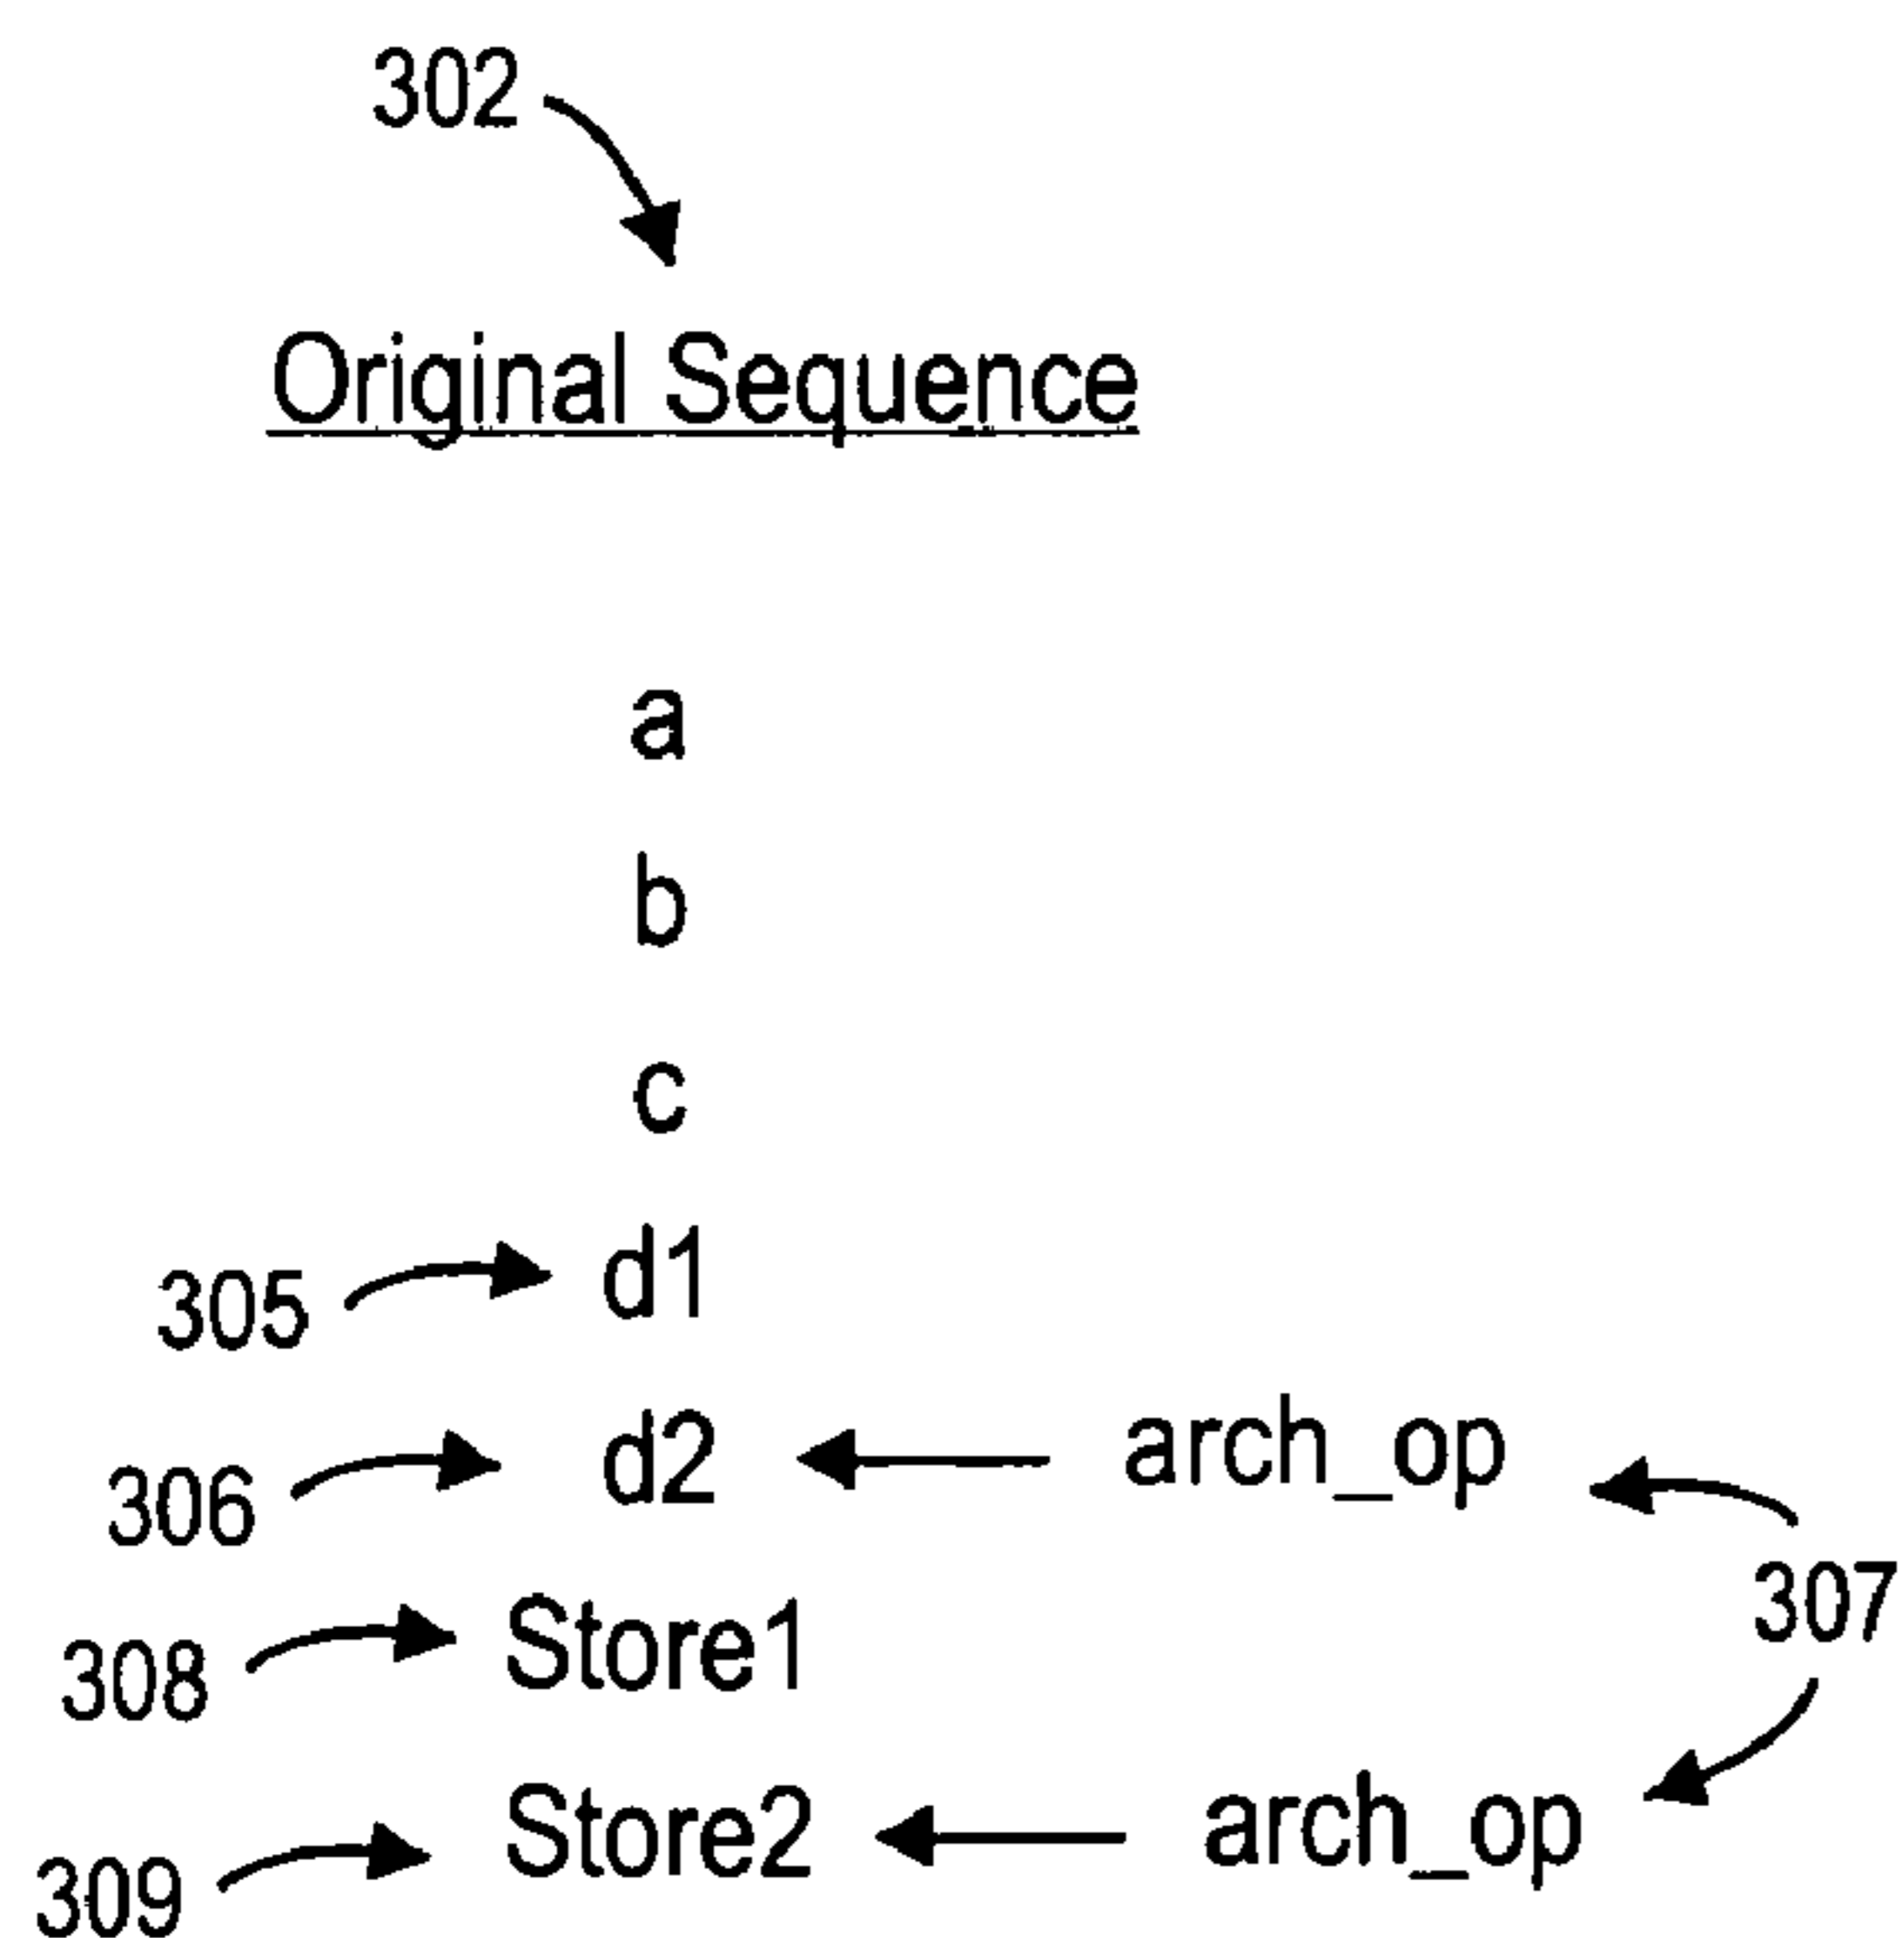 302
Original Sequence
a
b
c
305 d1
306 d2 arch_op
307
308 Store1
309 Store2 arch_op